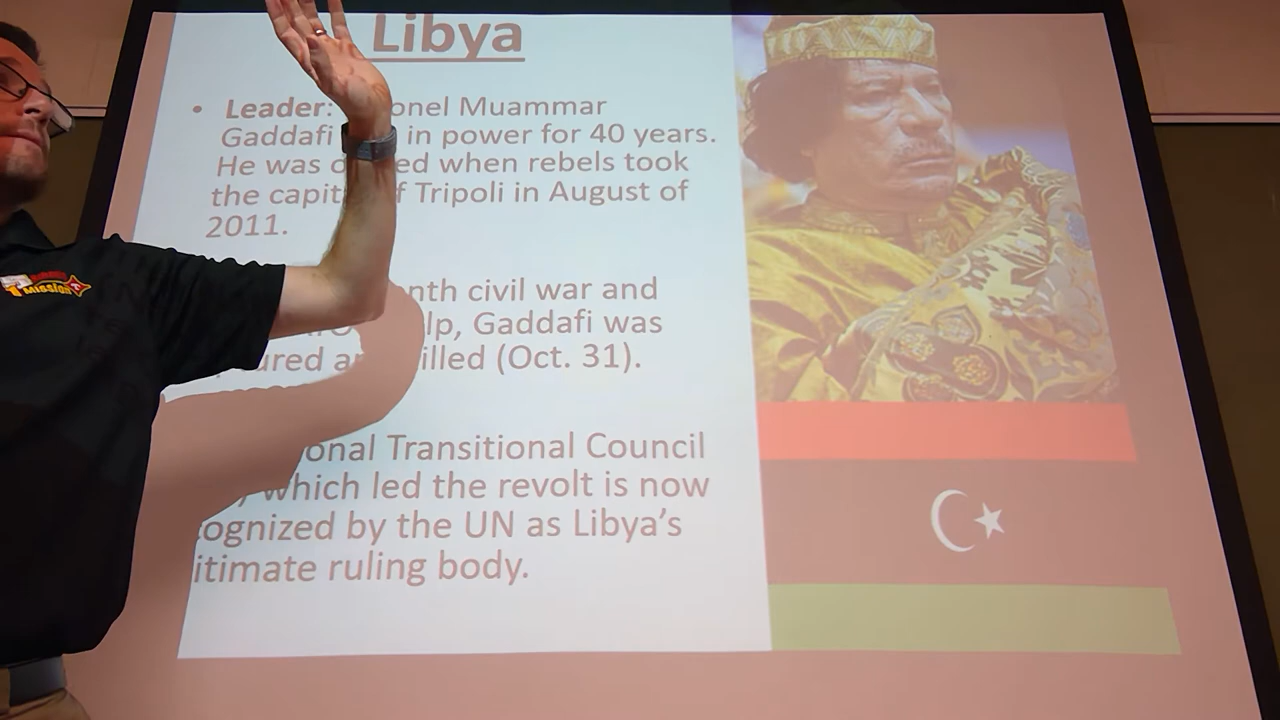 Libya
• Leader: onel Muammar
Gaddafi in power for 40 years.
He was ed when rebels took
the capit f Tripoli in August of
2011.
nth civil war and
lp, Gaddafi was
ured a illed (Oct. 31).
onal Transitional Council
which led the revolt is now
ognized by the UN as Libya's
itimate ruling body.
MISSION